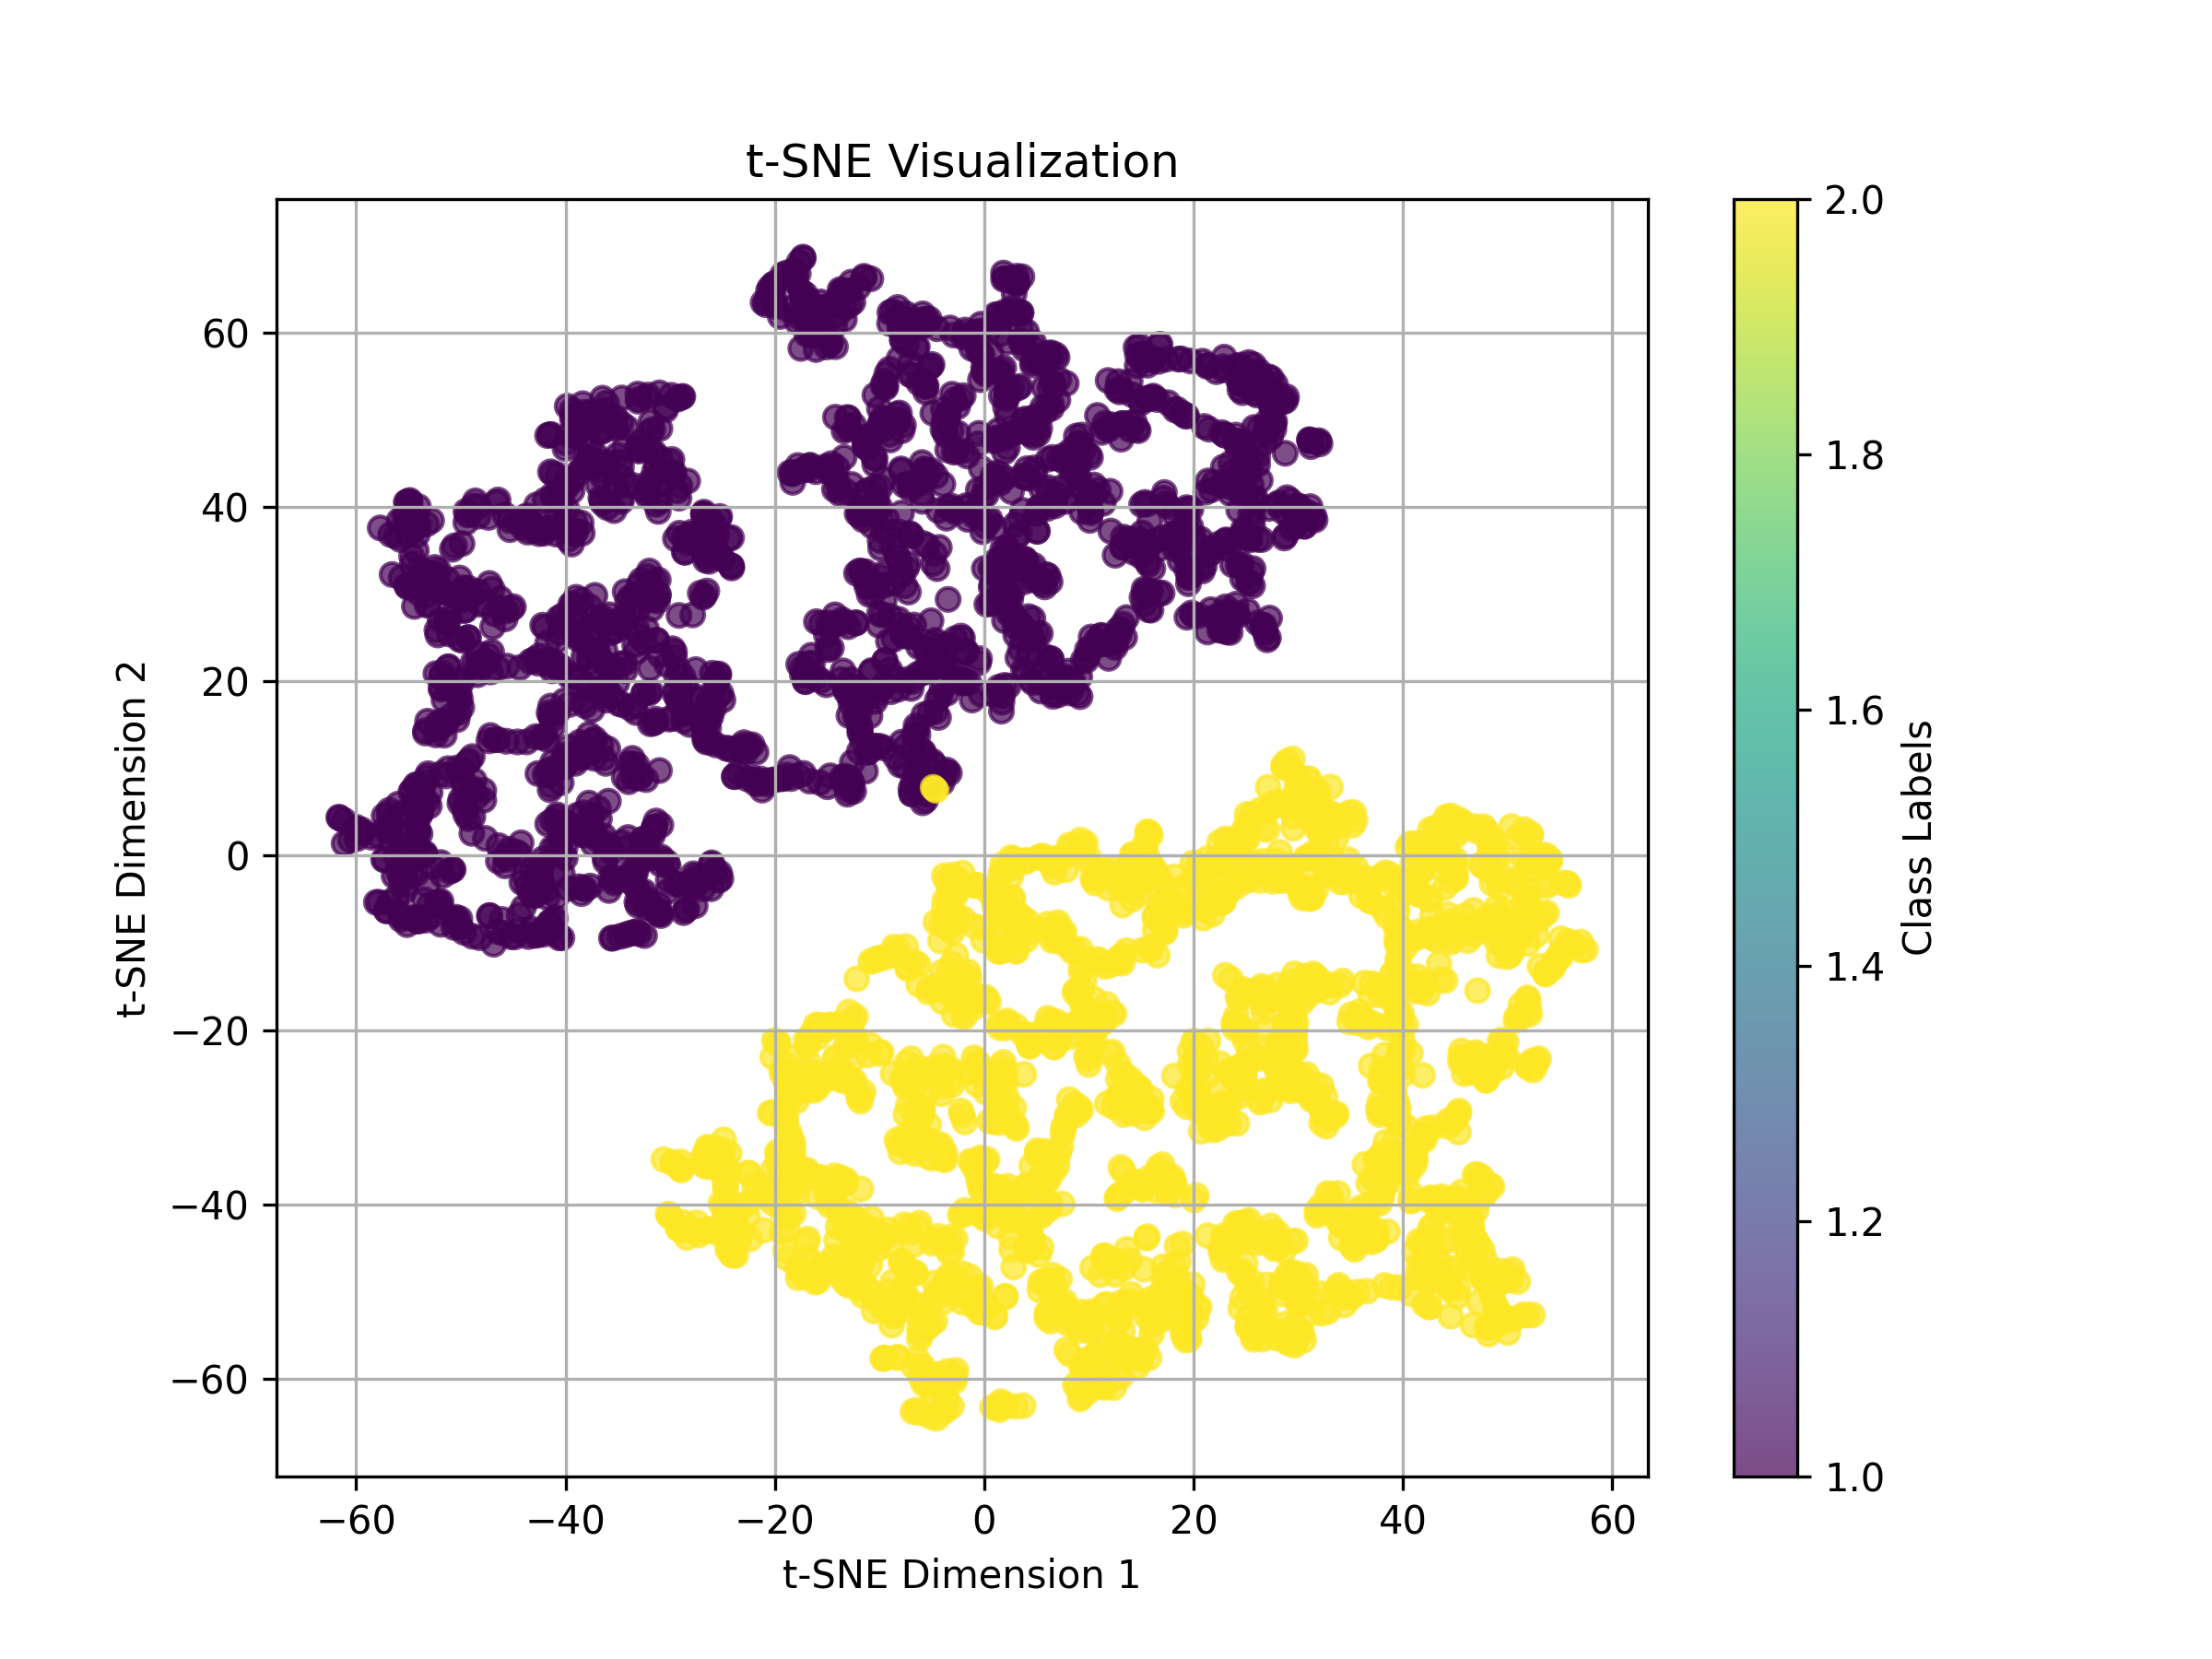 t-SNE Visualization
2.0
1.8
1.6
1.4
1.2
1.0
Class Labels
60
40
20
0
−20
−40
−60
t-SNE Dimension 2
−60 −40 −20 0 20 40 60
t-SNE Dimension 1